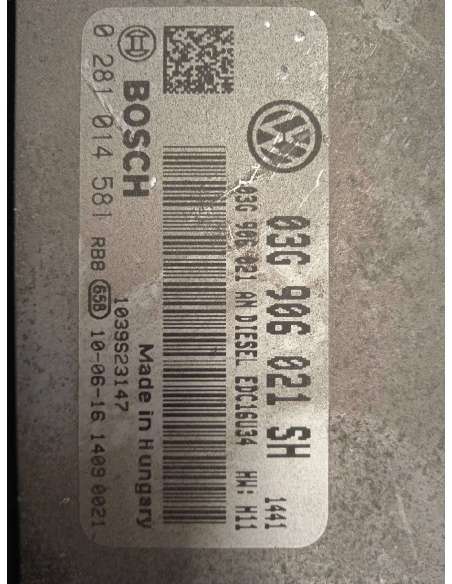 03G 906 021 SH
1441
03G 906 021 AN DIESEL EDC16U34 HW: H11
BOSCH
Made in Hungary
1039S23147
0 281 014 581 RB8 658 10-06-16 1409 0021